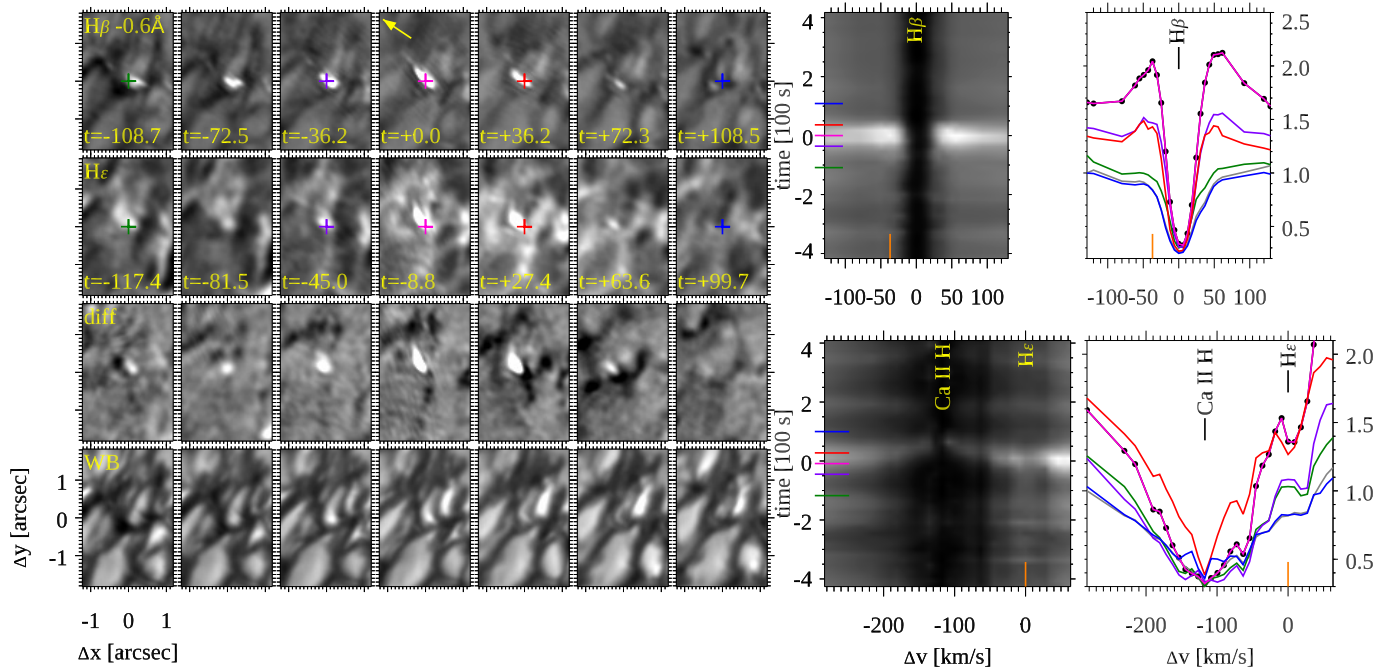 Hβ -0.6Å
t=-108.7 -72.5 -36.2 t=+0.0 +36.2 +72.3 +108.5
Hε
t=-117.4 -81.5 -45.0 t=-8.8 +27.4 +63.6 +99.7
diff
WB
1
0
-1
Δy [arcsec]
-1 0 1
Δx [arcsec]
4
2
0
-2
-4
time [100 s]
Hβ
-100 -50 0 50 100
Hβ
2.5
2.0
1.5
1.0
0.5
-100 -50 0 50 100
4
2
0
-2
-4
time [100 s]
Ca II H
Hε
-200 -100 0
Δv [km/s]
Ca II H
Hε
2.0
1.5
1.0
0.5
-200 -100 0
Δv [km/s]